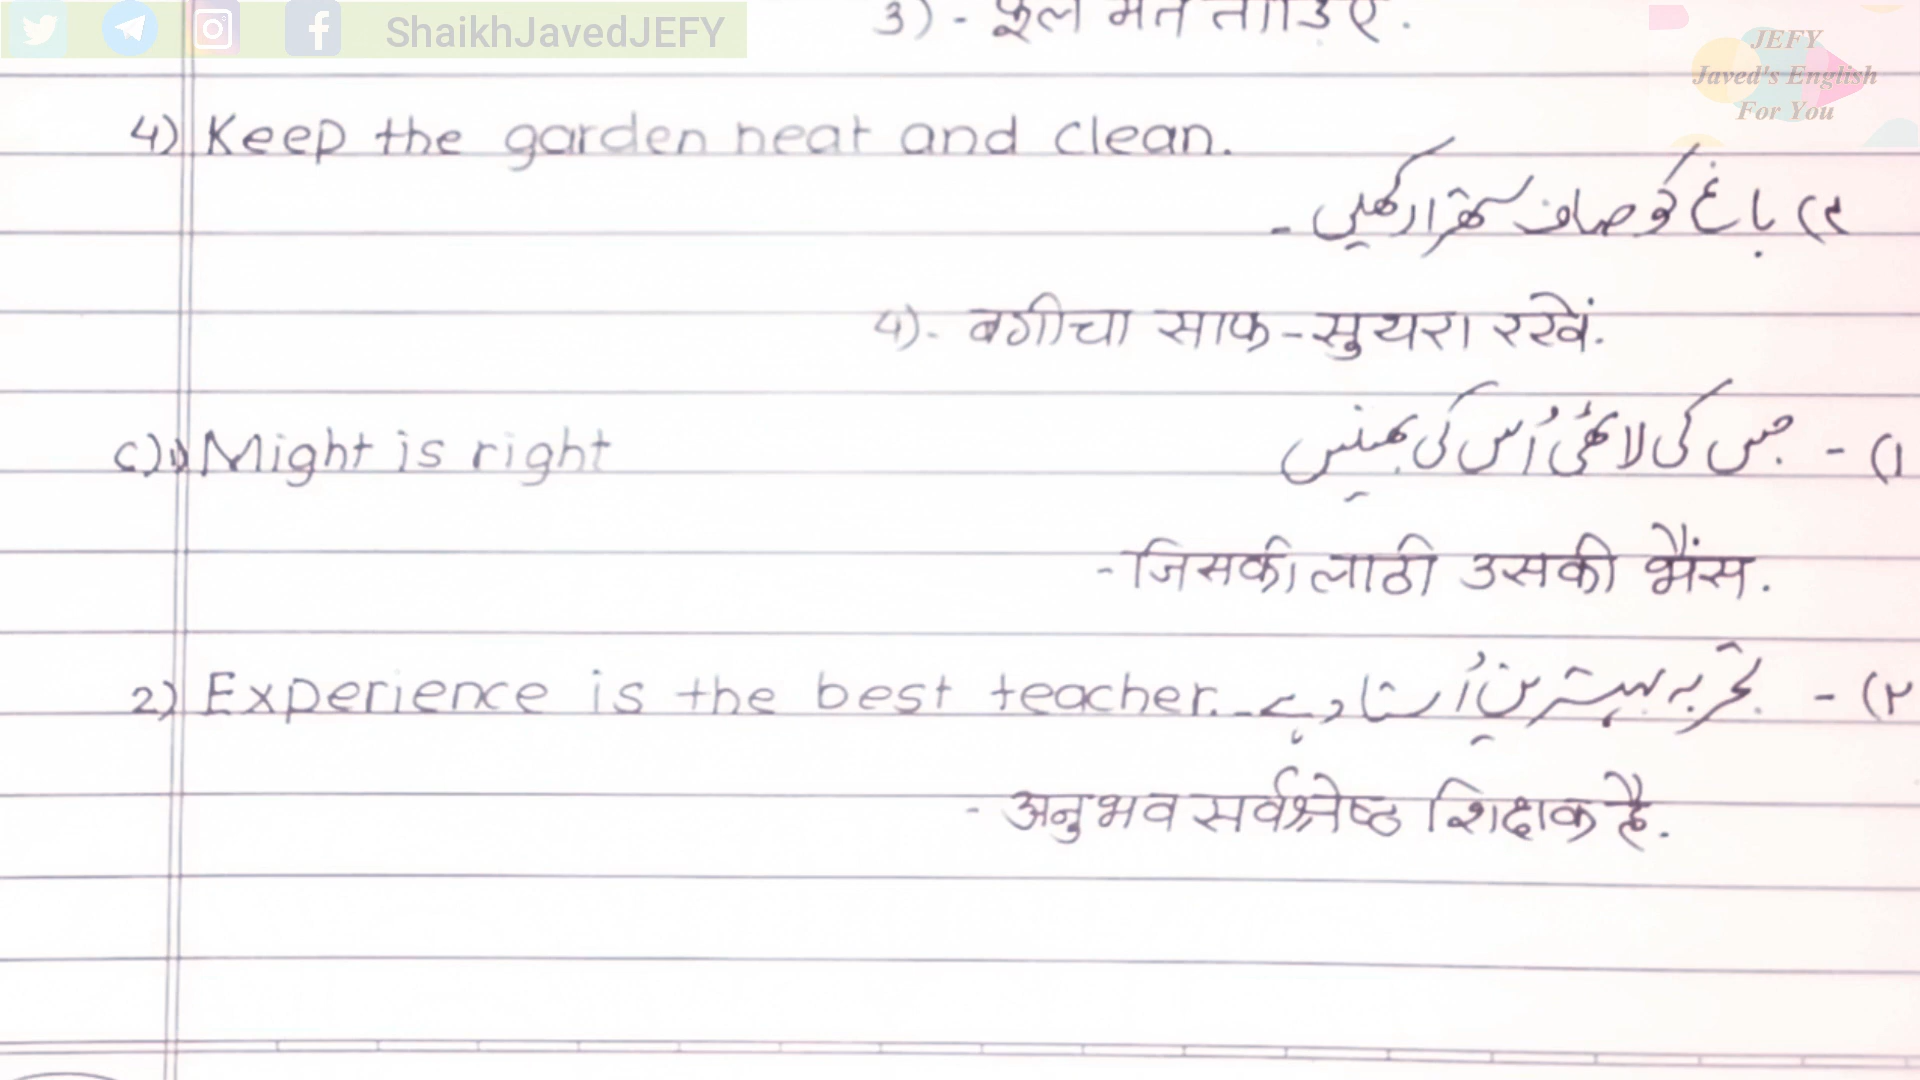 ShaikhJavedJEFY
JEFY
Javed's English
For You
3) - फूल मत तोडिए.
4) Keep the garden neat and clean.
۴) باغ کو صاف ستھرا رکھیں -
4) - बगीचा साफ - सुथरा रखें.
c) 1) Might is right
۱) - جس کی لاٹھی اُس کی بھینس
- जिसकी लाठी उसकी भैंस.
2) Experience is the best teacher.
۲) - تجربہ بہترین اُستاد ہے -
- अनुभव सर्वश्रेष्ठ शिक्षक है.